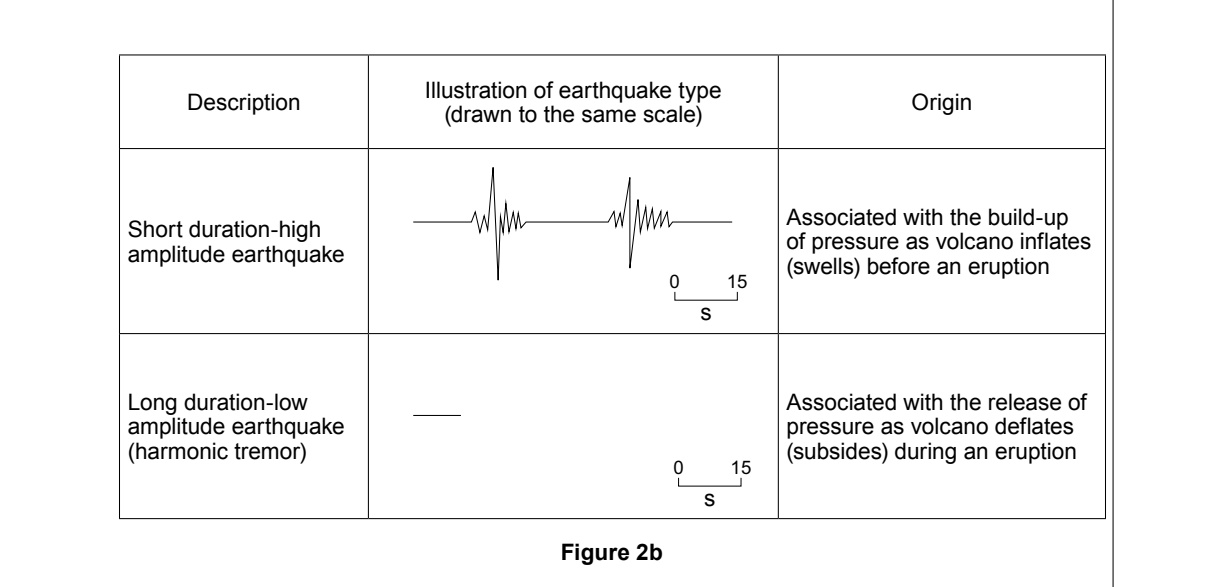 Description
Illustration of earthquake type
(drawn to the same scale)
Origin
Short duration-high
amplitude earthquake
0 15
s
Associated with the build-up
of pressure as volcano inflates
(swells) before an eruption
Long duration-low
amplitude earthquake
(harmonic tremor)
0 15
s
Associated with the release of
pressure as volcano deflates
(subsides) during an eruption
Figure 2b